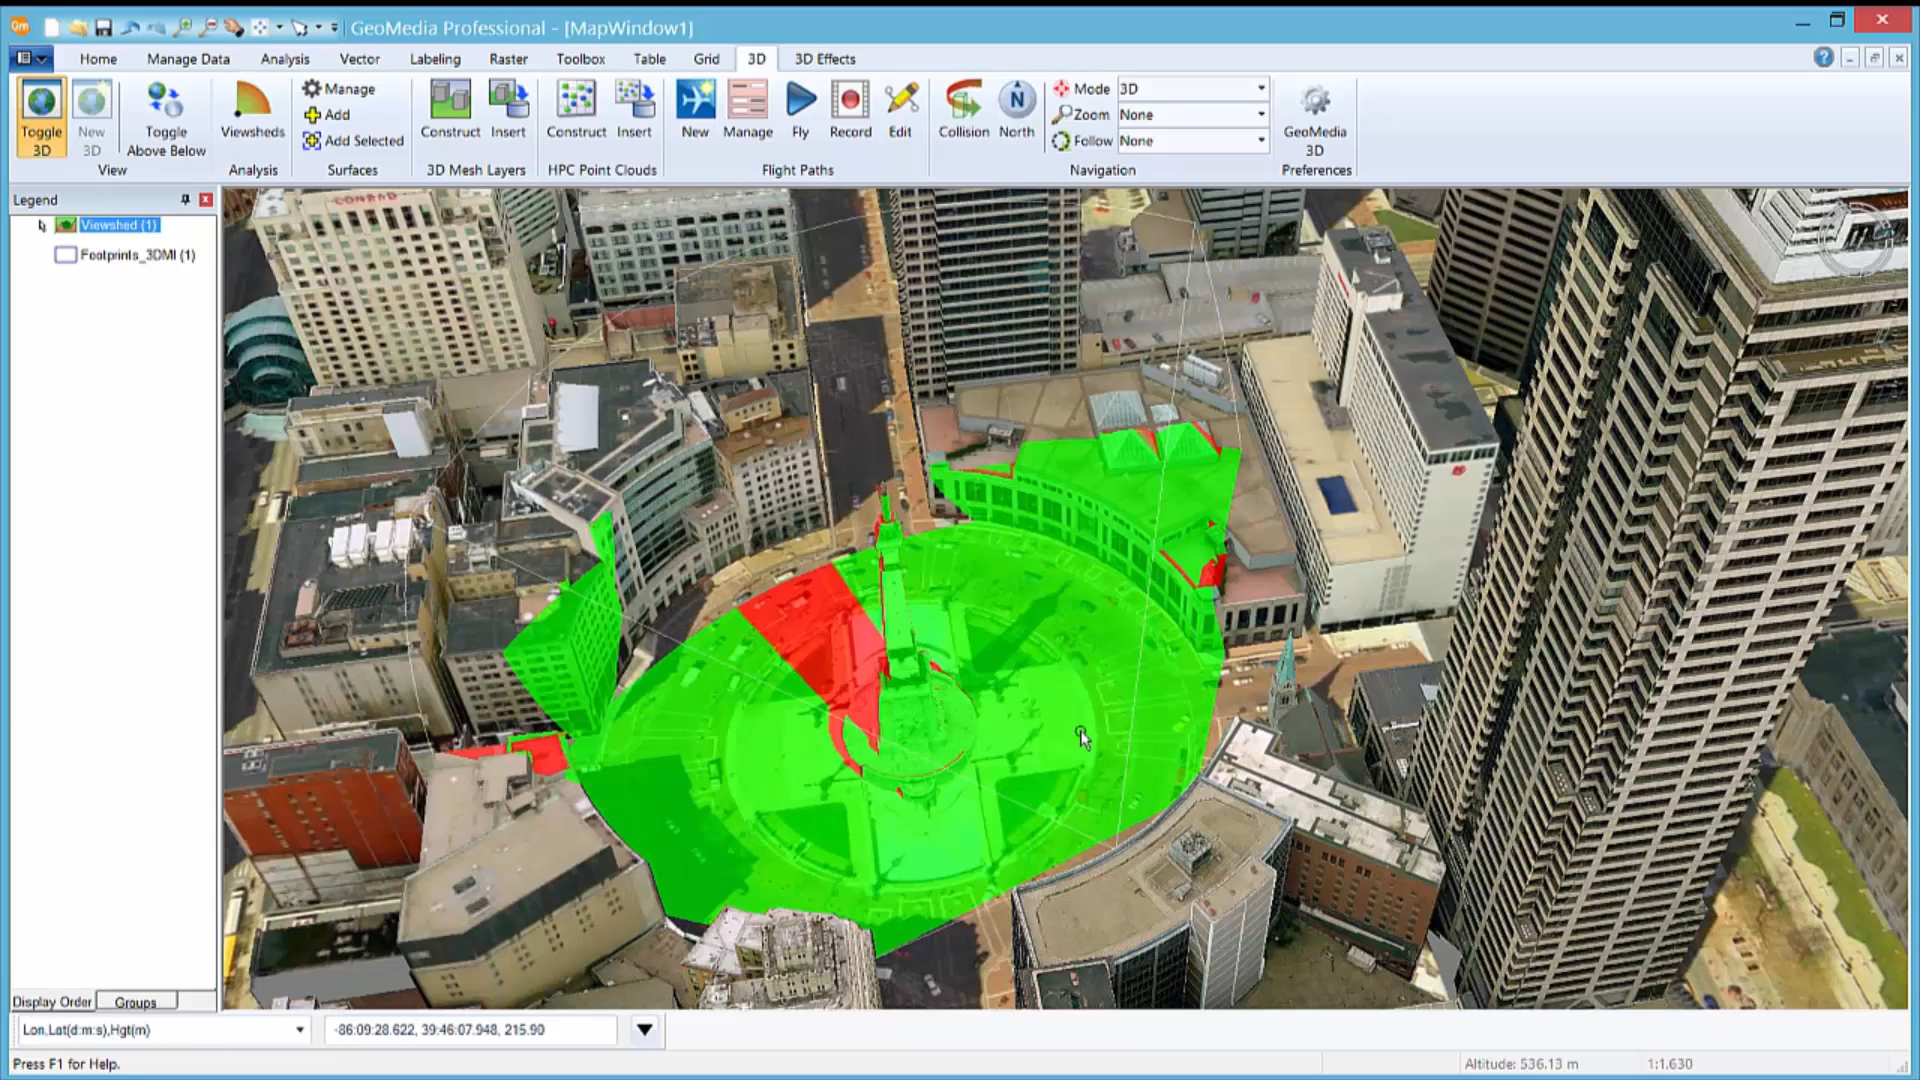 GeoMedia Professional - [MapWindow1]
Home Manage Data Analysis Vector Labeling Raster Toolbox Table Grid 3D 3D Effects
Toggle 3D
New 3D
Toggle Above Below
View
Viewsheds
Analysis
Manage
Add
Add Selected
Surfaces
Construct Insert
3D Mesh Layers
Construct Insert
HPC Point Clouds
New Manage Fly Record Edit
Flight Paths
Collision North
Mode 3D
Zoom None
Follow None
Navigation
GeoMedia 3D
Preferences
Legend
Viewshed (1)
Footprints_3DMI (1)
CONRAD
N
Display Order Groups
Lon,Lat(d:m:s),Hgt(m) -86:09:28.622, 39:46:07.948, 215.90
Press F1 for Help. Altitude: 536.13 m 1:1,630